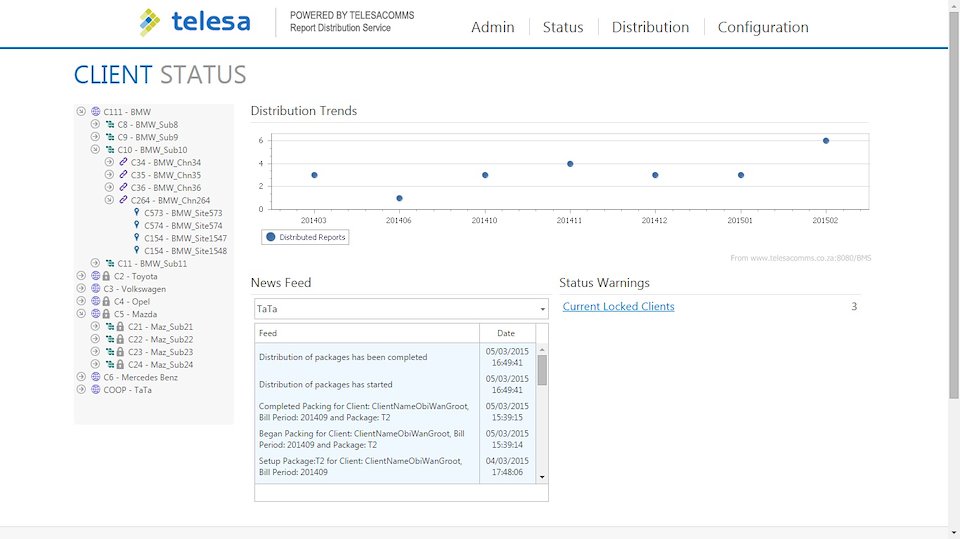 telesa
POWERED BY TELESACOMMS
Report Distribution Service
Admin
Status
Distribution
Configuration
CLIENT STATUS
C111 - BMW
C8 - BMW_Sub8
C9 - BMW_Sub9
C10 - BMW_Sub10
C34 - BMW_Chn34
C35 - BMW_Chn35
C36 - BMW_Chn36
C264 - BMW_Chn264
C573 - BMW_Site573
C574 - BMW_Site574
C154 - BMW_Site1547
C154 - BMW_Site1548
C11 - BMW_Sub11
C2 - Toyota
C3 - Volkswagen
C4 - Opel
C5 - Mazda
C21 - Maz_Sub21
C22 - Maz_Sub22
C23 - Maz_Sub23
C24 - Maz_Sub24
C6 - Mercedes Benz
COOP - TaTa
Distribution Trends
6
4
2
0
201403
201406
201410
201411
201412
201501
201502
Distributed Reports
From www.telesacomms.co.za:8080/BMS
News Feed
TaTa
Feed
Date
Distribution of packages has been completed
05/03/2015
16:49:41
Distribution of packages has started
05/03/2015
16:49:41
Completed Packing for Client: ClientNameObiWanGroot,
Bill Period: 201409 and Package: T2
05/03/2015
15:39:15
Began Packing for Client: ClientNameObiWanGroot, Bill
Period: 201409 and Package: T2
05/03/2015
15:39:14
Setup Package:T2 for Client: ClientNameObiWanGroot,
Bill Period: 201409
04/03/2015
17:48:06
Status Warnings
Current Locked Clients
3